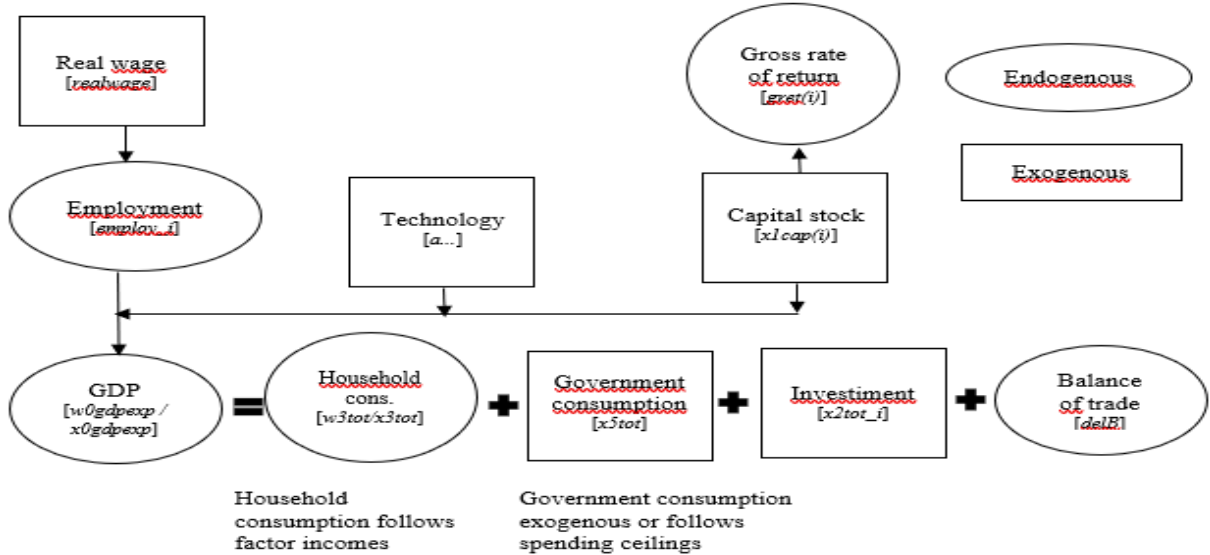 Real wage
[realwage]
Gross rate
of return
[gret(i)]
Endogenous
Exogenous
Employment
[employ_i]
Technology
[a...]
Capital stock
[x1cap(i)]
GDP
[w0gdpexp /
x0gdpexp]
Household
cons.
[w3tot/x3tot]
Government
consumption
[x5tot]
Investiment
[x2tot_i]
Balance
of trade
[delB]
Household
consumption follows
factor incomes
Government consumption
exogenous or follows
spending ceilings